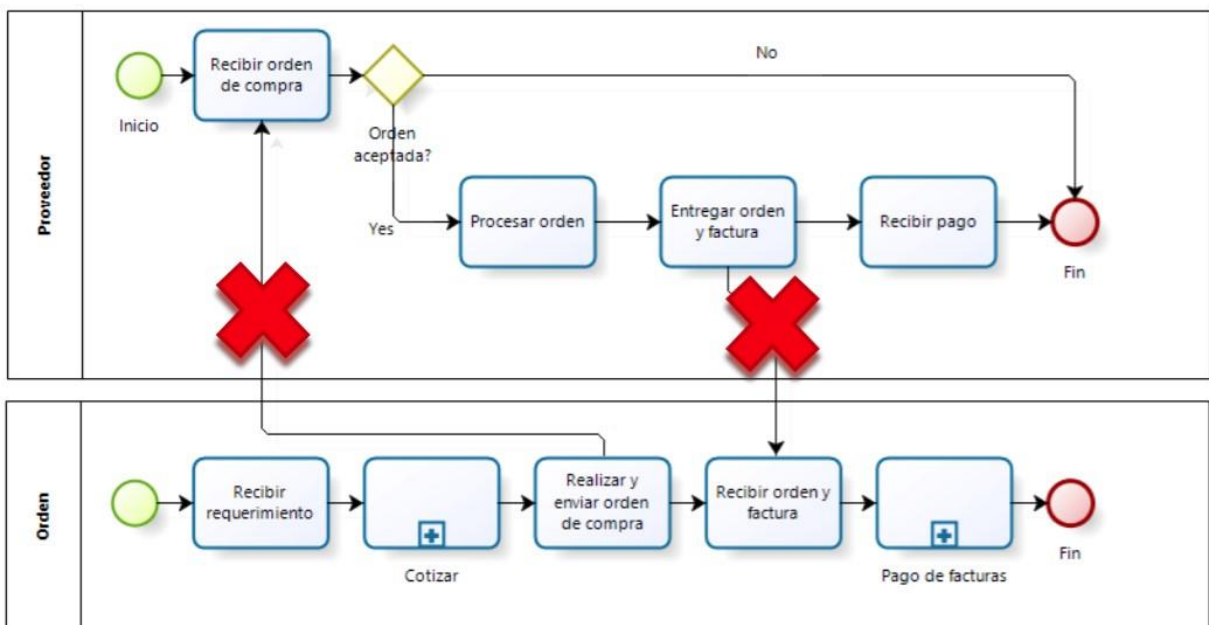 Proveedor
Inicio
Recibir orden
de compra
Orden
aceptada?
No
Yes
Procesar orden
Entregar orden
y factura
Recibir pago
Fin
Orden
Recibir
requerimiento
Cotizar
Realizar y
enviar orden
de compra
Recibir orden y
factura
Pago de facturas
Fin